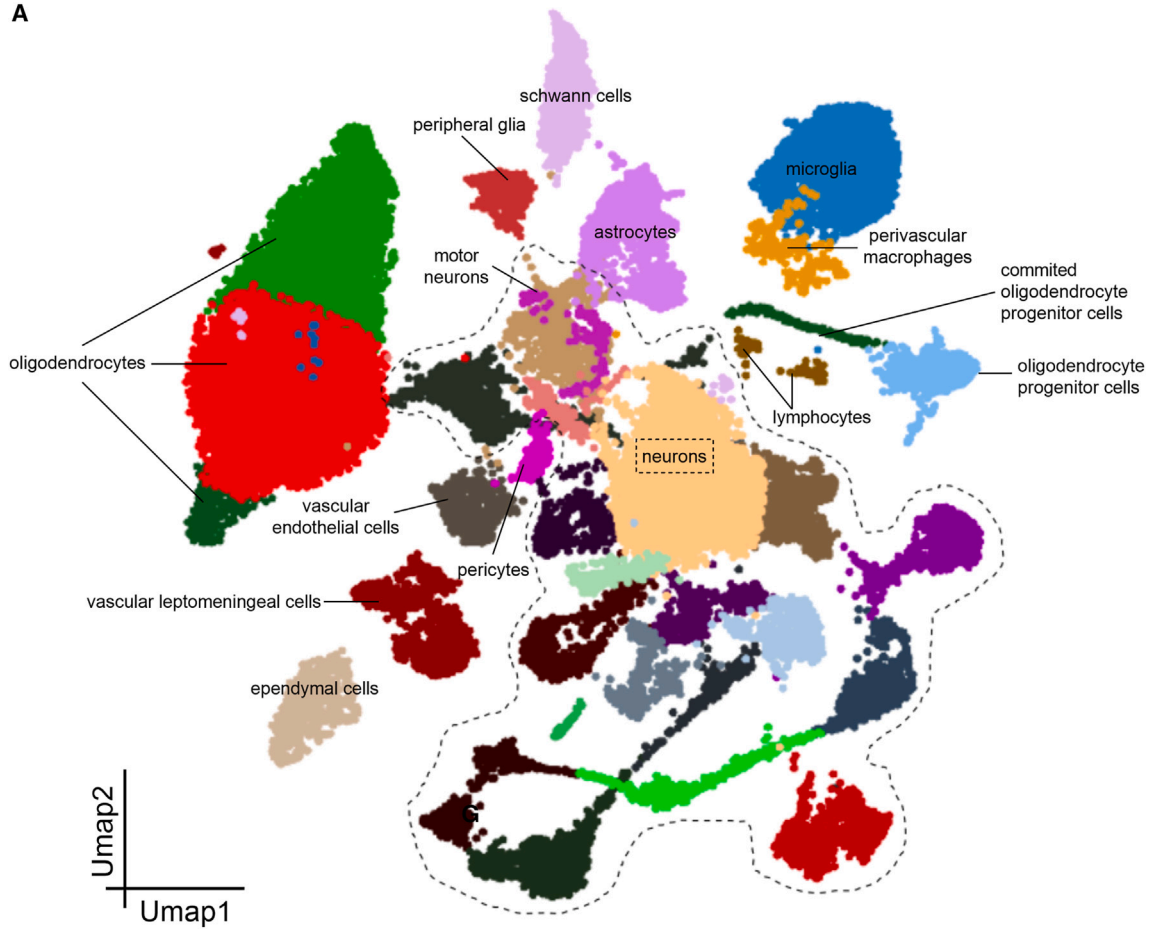 A
schwann cells
peripheral glia
microglia
astrocytes
perivascular
macrophages
motor
neurons
commited
oligodendrocyte
progenitor cells
oligodendrocytes
oligodendrocyte
progenitor cells
lymphocytes
neurons
vascular
endothelial cells
pericytes
vascular leptomeningeal cells
ependymal cells
G
Umap2
Umap1